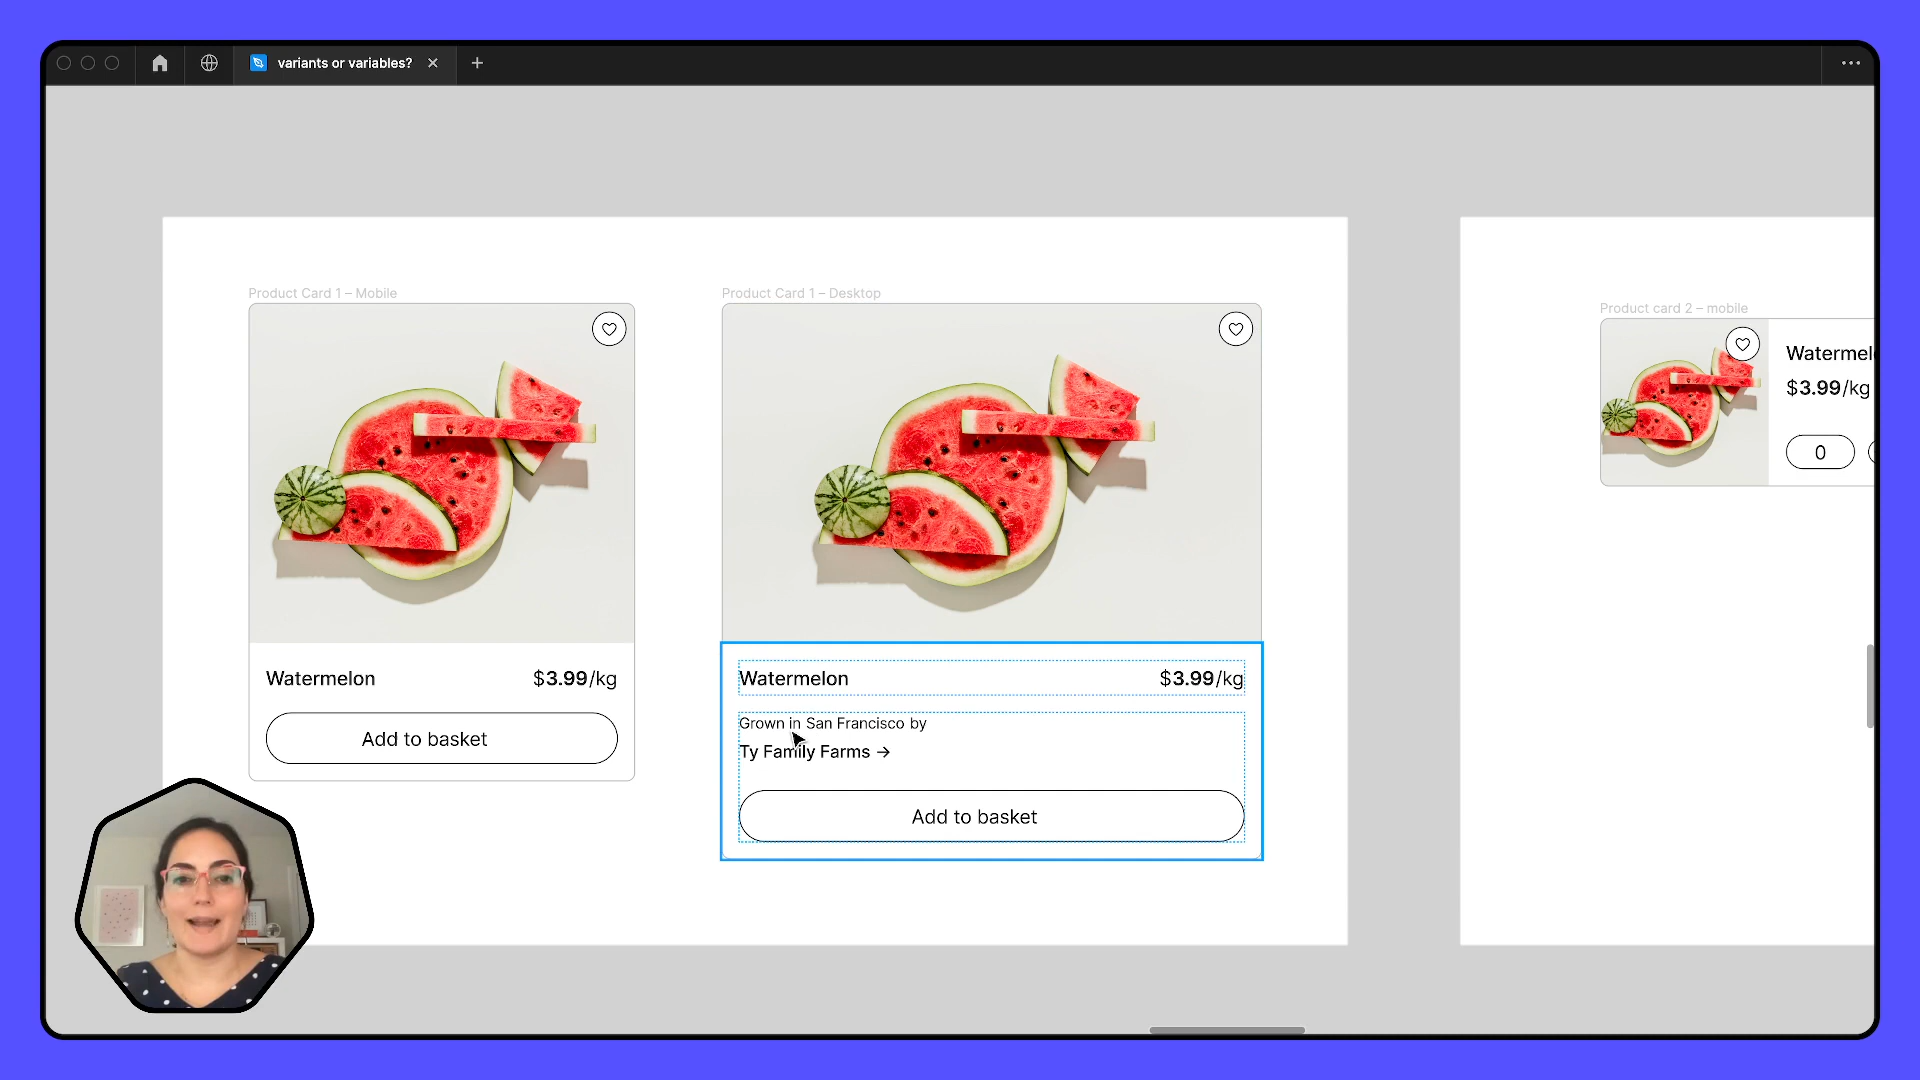 variants or variables?
Product Card 1 – Mobile
Watermelon
$3.99/kg
Add to basket
Product Card 1 – Desktop
Watermelon
$3.99/kg
Grown in San Francisco by
Ty Family Farms →
Add to basket
Product card 2 – mobile
Watermel
$3.99/kg
0